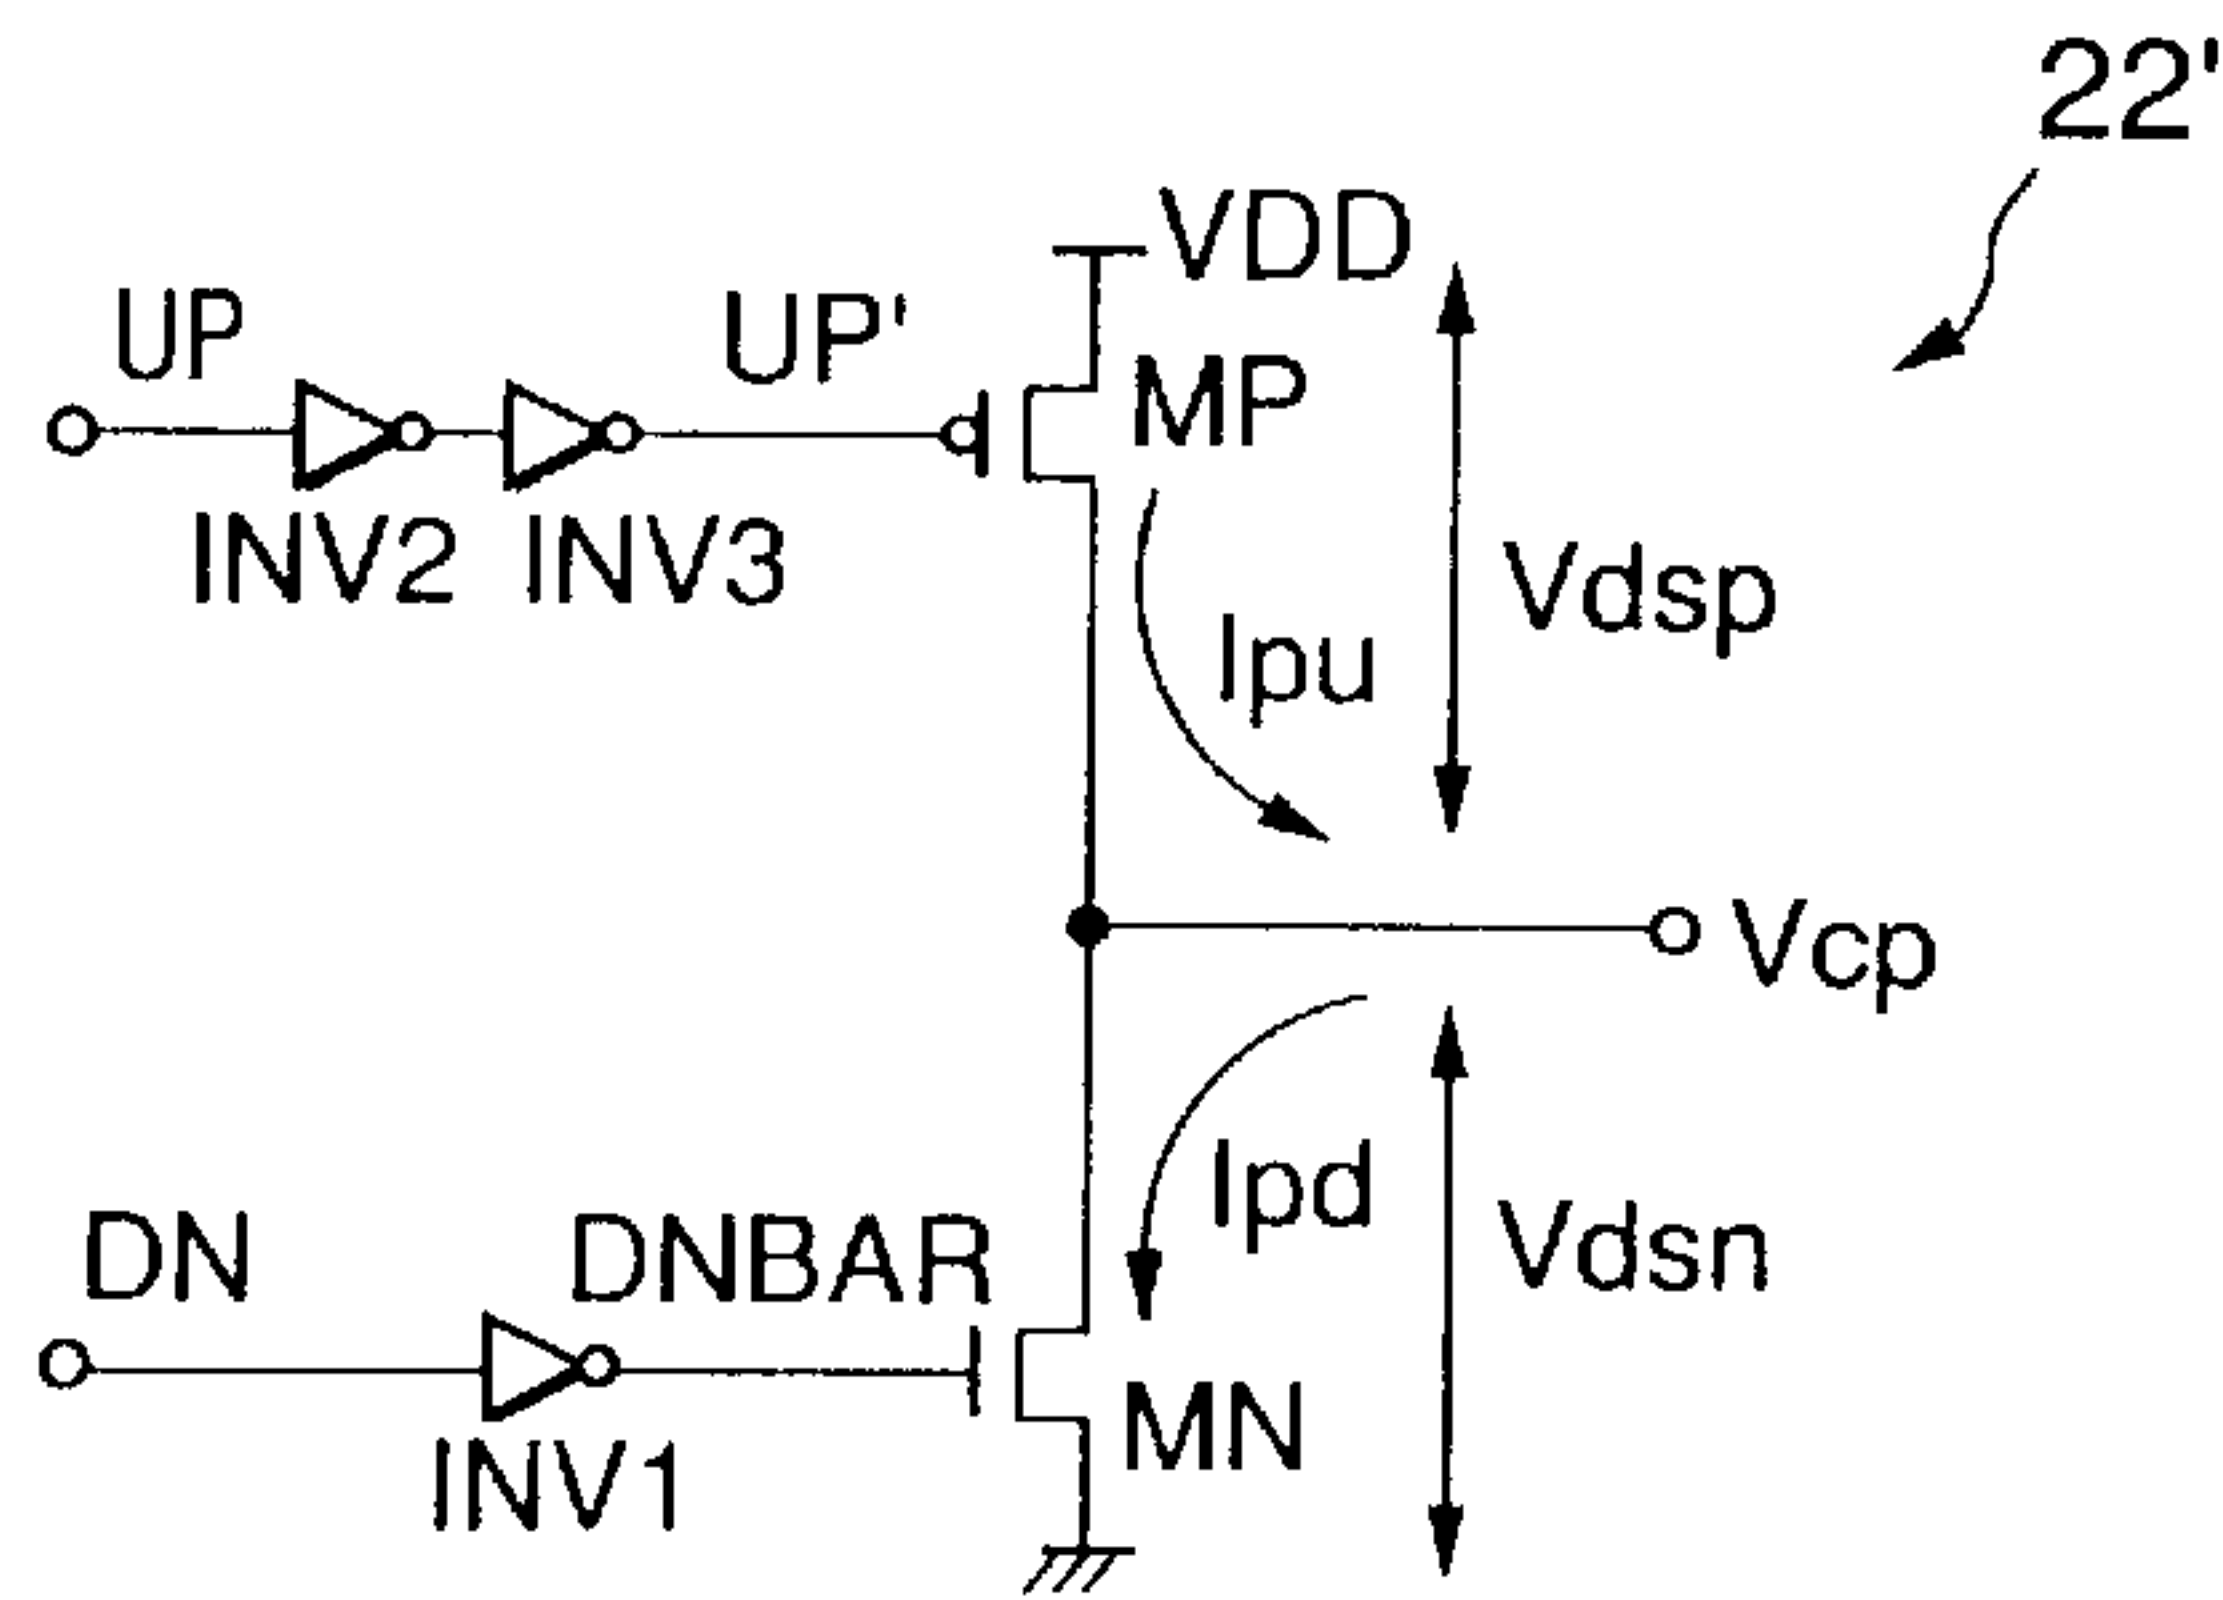 22'
VDD
UP
UP'
MP
INV2
INV3
Vdsp
Ipu
Vcp
Ipd
DN
DNBAR
Vdsn
MN
INV1